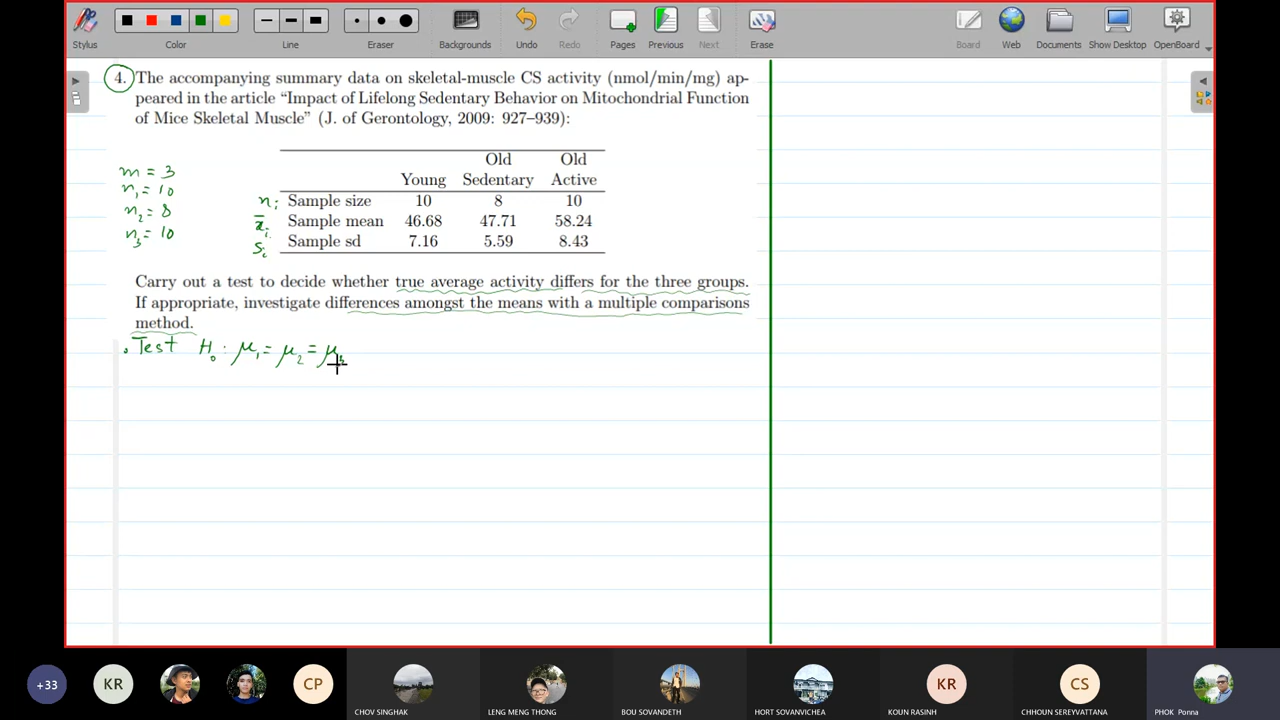 Stylus
Color
Line
Eraser
Backgrounds
Undo
Redo
Pages
Previous
Next
Erase
Board
Web
Documents
Show Desktop
OpenBoard
4. The accompanying summary data on skeletal-muscle CS activity (nmol/min/mg) ap-
peared in the article “Impact of Lifelong Sedentary Behavior on Mitochondrial Function
of Mice Skeletal Muscle” (J. of Gerontology, 2009: 927–939):
m = 3
n₁ = 10
n₂ = 8
n₃ = 10
Old Old
Young Sedentary Active
nᵢ Sample size 10 8 10
x̄ᵢ Sample mean 46.68 47.71 58.24
sᵢ Sample sd 7.16 5.59 8.43
Carry out a test to decide whether true average activity differs for the three groups.
If appropriate, investigate differences amongst the means with a multiple comparisons
method.
. Test H₀ : μ₁ = μ₂ = μ₃
+33
KR
CP
CHOV SINGHAK
LENG MENG THONG
BOU SOVANDETH
HORT SOVANVICHEA
KR
KOUN RASINH
CS
CHHOUN SEREYVATTANA
PHOK Ponna